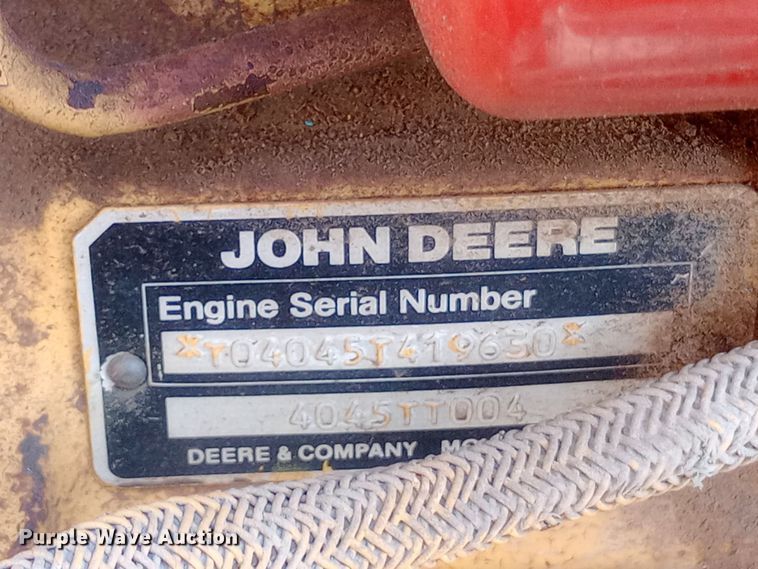 JOHN DEERE
Engine Serial Number
*T04045T419630*
4045TT004
DEERE & COMPANY
Purple Wave Auction